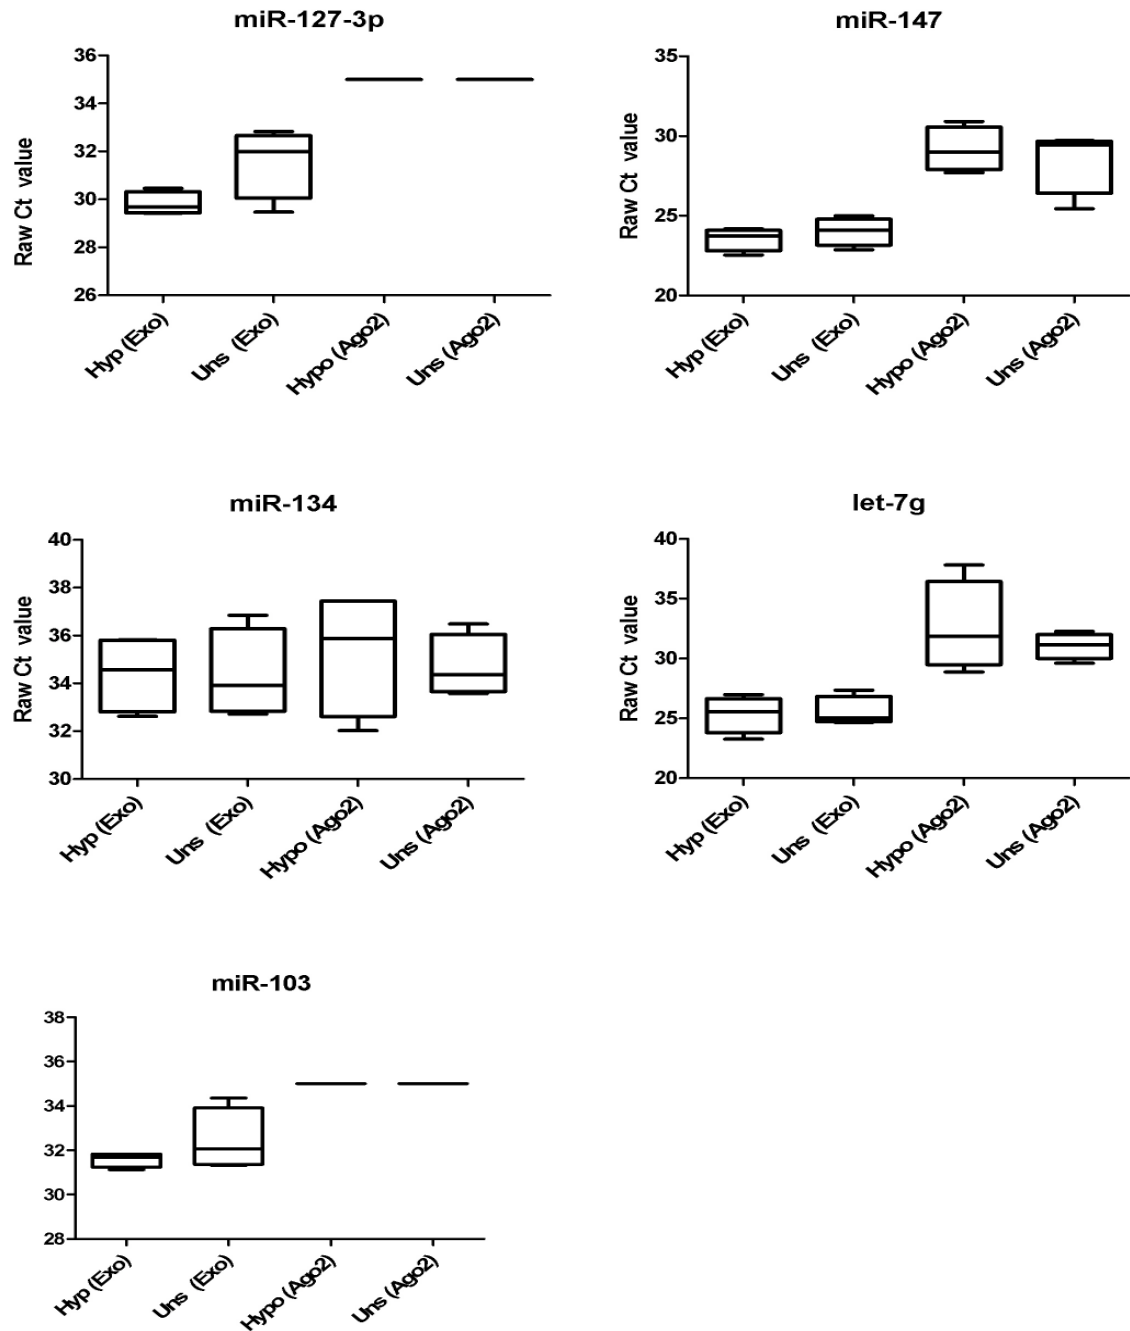 miR-127-3p
Raw Ct value
36
34
32
30
28
26
Hyp (Exo)
Uns (Exo)
Hypo (Ago2)
Uns (Ago2)
miR-147
Raw Ct value
35
30
25
20
Hyp (Exo)
Uns (Exo)
Hypo (Ago2)
Uns (Ago2)
miR-134
Raw Ct value
40
38
36
34
32
30
Hyp (Exo)
Uns (Exo)
Hypo (Ago2)
Uns (Ago2)
let-7g
Raw Ct value
40
35
30
25
20
Hyp (Exo)
Uns (Exo)
Hypo (Ago2)
Uns (Ago2)
miR-103
38
36
34
32
30
28
Hyp (Exo)
Uns (Exo)
Hypo (Ago2)
Uns (Ago2)